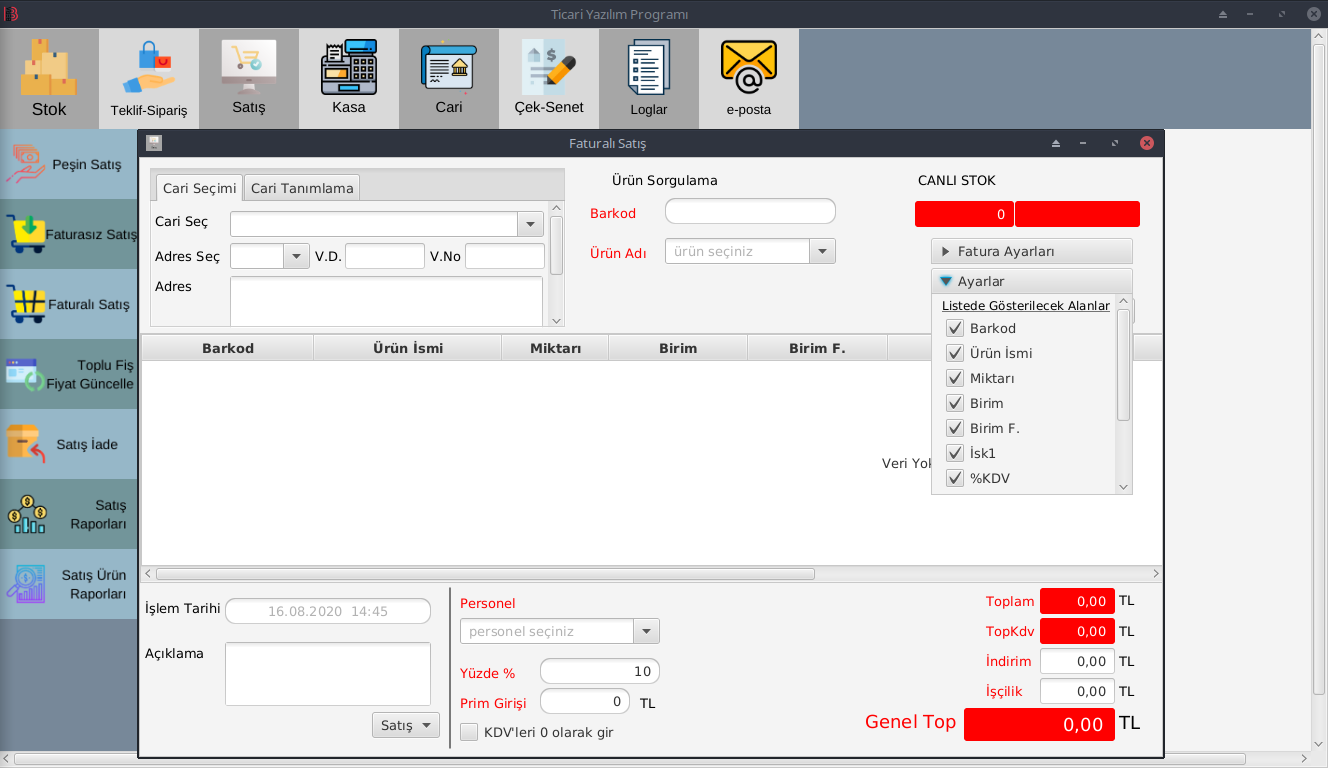 Ticari Yazılım Programı
Stok
Teklif-Sipariş
Satış
Kasa
Cari
Çek-Senet
Loglar
e-posta
Peşin Satış
Faturasız Satış
Faturalı Satış
Toplu Fiş
Fiyat Güncelle
Satış İade
Satış
Raporları
Satış Ürün
Raporları
Faturalı Satış
Cari Seçimi
Cari Tanımlama
Cari Seç
Adres Seç
V.D.
V.No
Adres
Ürün Sorgulama
Barkod
Ürün Adı
ürün seçiniz
CANLI STOK
0
Fatura Ayarları
Ayarlar
Listede Gösterilecek Alanlar
Barkod
Ürün İsmi
Miktarı
Birim
Birim F.
İsk1
%KDV
Barkod
Ürün İsmi
Miktarı
Birim
Birim F.
Veri Yok
İşlem Tarihi
16.08.2020 14:45
Açıklama
Satış
Personel
personel seçiniz
Yüzde %
10
Prim Girişi
0
TL
KDV'leri 0 olarak gir
Toplam
0,00
TL
TopKdv
0,00
TL
İndirim
0,00
TL
İşçilik
0,00
TL
Genel Top
0,00
TL